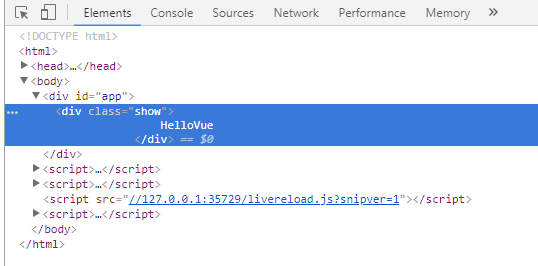 Elements Console Sources Network Performance Memory »
<!DOCTYPE html>
<html>
▶<head>…</head>
▼<body>
▼<div id="app">
… <div class="show">
HelloVue
</div> == $0
</div>
▶<script>…</script>
▶<script>…</script>
<script src="//127.0.0.1:35729/livereload.js?snipver=1"></script>
▶<script>…</script>
</body>
</html>